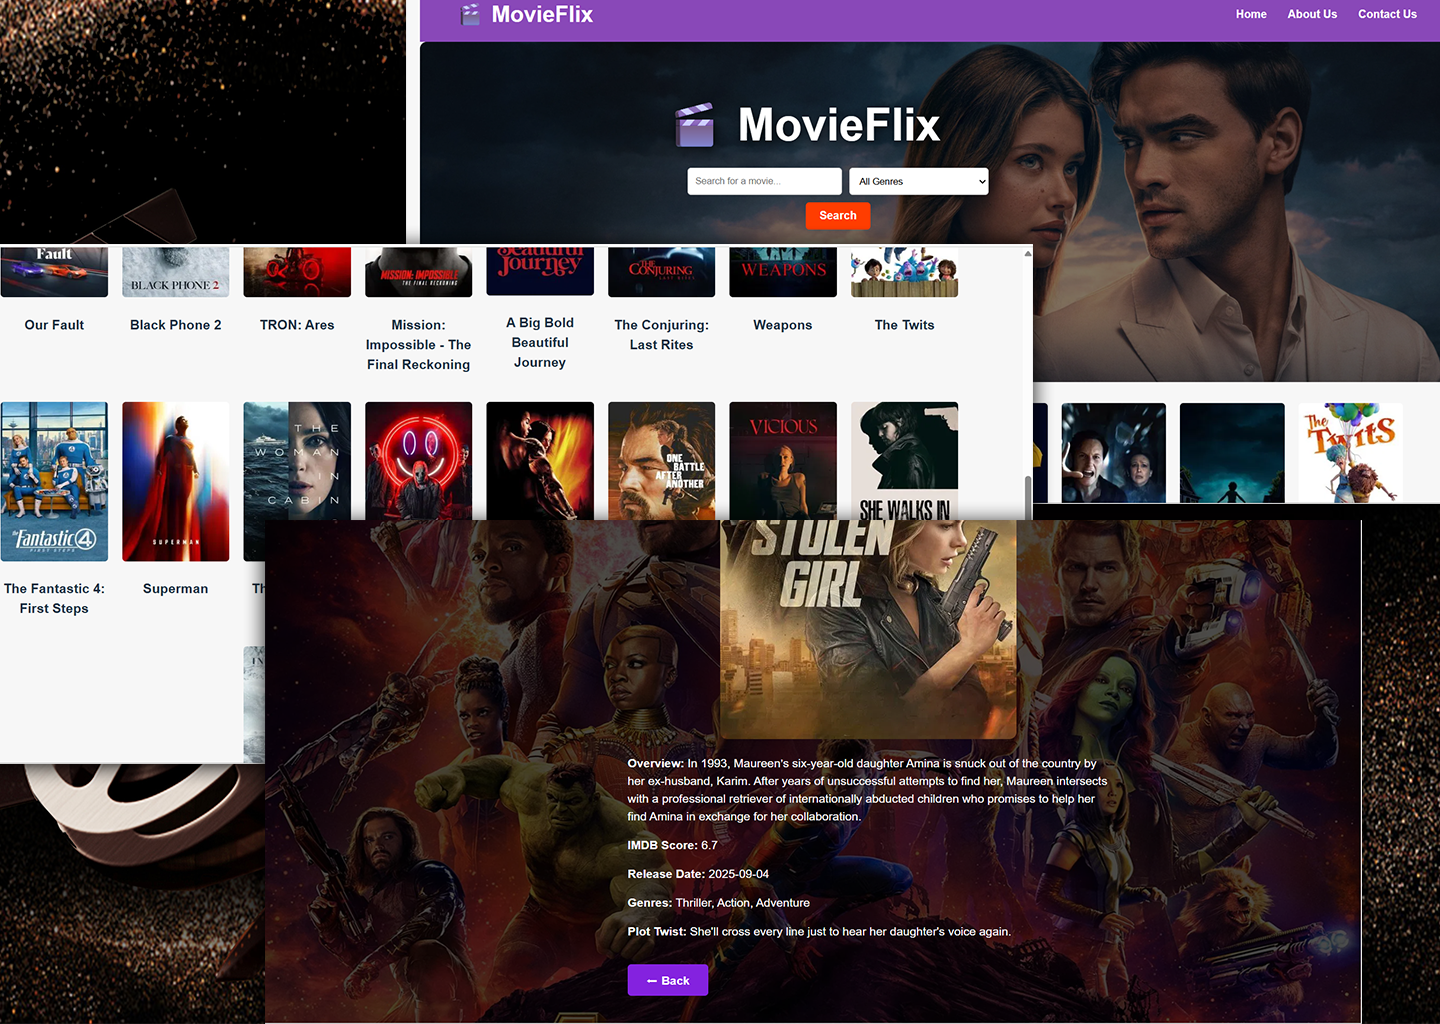 MovieFlix
Home About Us Contact Us
MovieFlix
Search for a movie...
All Genres
Search
Fault
BLACK PHONE 2
MISSION: IMPOSSIBLE
THE FINAL RECKONING
Beautiful
Journey
THE
CONJURING
LAST RITES
WEAPONS
Our Fault
Black Phone 2
TRON: Ares
Mission:
Impossible - The
Final Reckoning
A Big Bold
Beautiful
Journey
The Conjuring:
Last Rites
Weapons
The Twits
The
Fantastic 4
FIRST STEPS
SUPERMAN
THE
WOMAN
IN
CABIN
ONE
BATTLE
AFTER
ANOTHER
VICIOUS
SHE WALKS IN
The
TWiTS
The Fantastic 4:
First Steps
Superman
Th
IN
STOLEN
GIRL
Overview: In 1993, Maureen's six-year-old daughter Amina is snuck out of the country by
her ex-husband, Karim. After years of unsuccessful attempts to find her, Maureen intersects
with a professional retriever of internationally abducted children who promises to help her
find Amina in exchange for her collaboration.
IMDB Score: 6.7
Release Date: 2025-09-04
Genres: Thriller, Action, Adventure
Plot Twist: She'll cross every line just to hear her daughter's voice again.
← Back